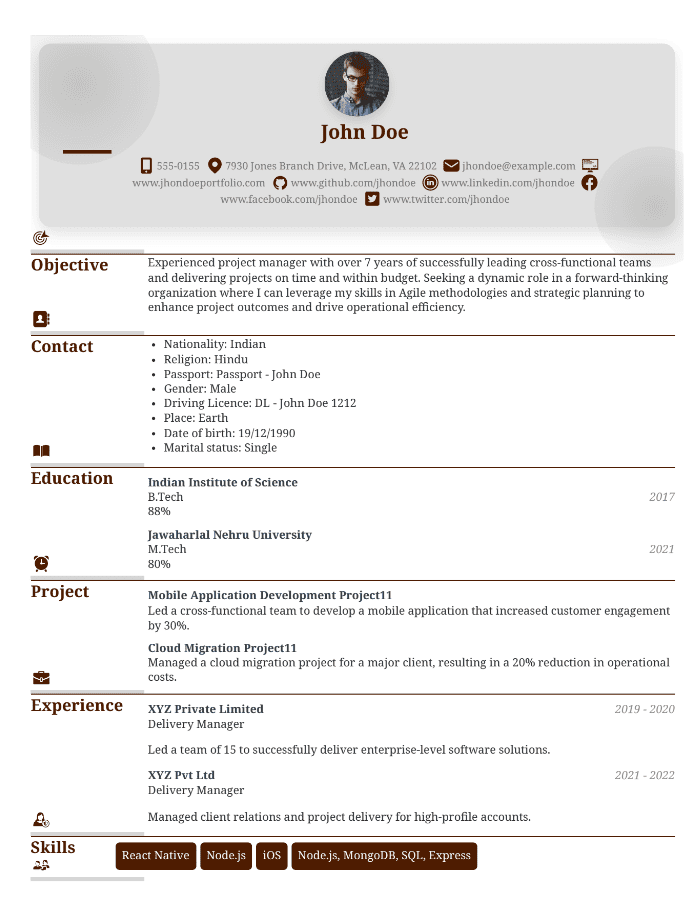 John Doe
555-0155 7930 Jones Branch Drive, McLean, VA 22102 jhondoe@example.com
www.jhondoeportfolio.com www.github.com/jhondoe www.linkedin.com/jhondoe
www.facebook.com/jhondoe www.twitter.com/jhondoe
Objective
Experienced project manager with over 7 years of successfully leading cross-functional teams
and delivering projects on time and within budget. Seeking a dynamic role in a forward-thinking
organization where I can leverage my skills in Agile methodologies and strategic planning to
enhance project outcomes and drive operational efficiency.
Contact
• Nationality: Indian
• Religion: Hindu
• Passport: Passport - John Doe
• Gender: Male
• Driving Licence: DL - John Doe 1212
• Place: Earth
• Date of birth: 19/12/1990
• Marital status: Single
Education
Indian Institute of Science
B.Tech 2017
88%
Jawaharlal Nehru University
M.Tech 2021
80%
Project
Mobile Application Development Project11
Led a cross-functional team to develop a mobile application that increased customer engagement
by 30%.
Cloud Migration Project11
Managed a cloud migration project for a major client, resulting in a 20% reduction in operational
costs.
Experience
XYZ Private Limited 2019 - 2020
Delivery Manager
Led a team of 15 to successfully deliver enterprise-level software solutions.
XYZ Pvt Ltd 2021 - 2022
Delivery Manager
Managed client relations and project delivery for high-profile accounts.
Skills
React Native Node.js iOS Node.js, MongoDB, SQL, Express